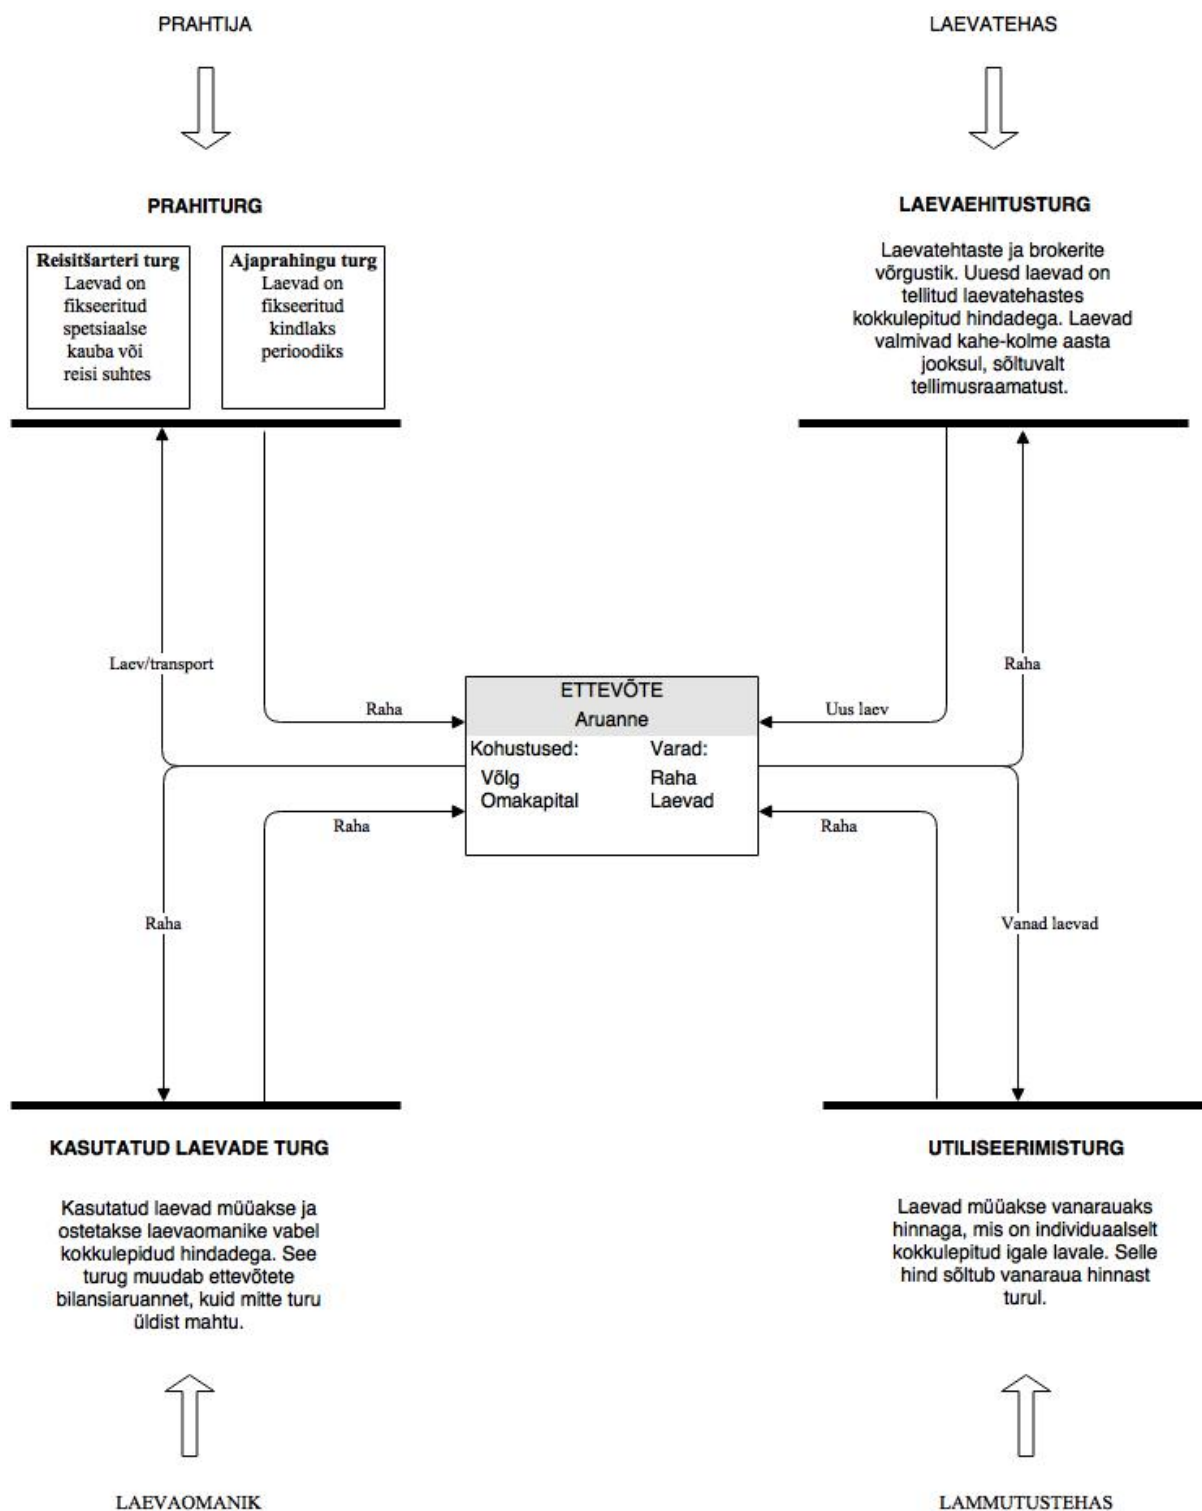 PRAHTIJA
LAEVATEHAS
PRAHITURG
LAEVAEHITUSTURG
Reisitšarteri turg
Laevad on
fikseeritud
spetsiaalse
kauba või
reisi suhtes
Ajaprahingu turg
Laevad on
fikseeritud
kindlaks
perioodiks
Laevatehtaste ja brokerite
võrgustik. Uuesd laevad on
tellitud laevatehastes
kokkulepitud hindadega. Laevad
valmivad kahe-kolme aasta
jooksul, sõltuvalt
tellimusraamatust.
Laev/transport
Raha
Raha
Uus laev
ETTEVÕTE
Aruanne
Kohustused:
Varad:
Võlg
Raha
Omakapital
Laevad
Raha
Raha
Raha
Vanad laevad
KASUTATUD LAEVADE TURG
UTILISEERIMISTURG
Kasutatud laevad müüakse ja
ostetakse laevaomanike vabel
kokkulepidud hindadega. See
turug muudab ettevõtete
bilansiaruannet, kuid mitte turu
üldist mahtu.
Laevad müüakse vanarauaks
hinnaga, mis on individuaalselt
kokkulepitud igale lavale. Selle
hind sõltub vanaraua hinnast
turul.
LAEVAOMANIK
LAMMUTUSTEHAS